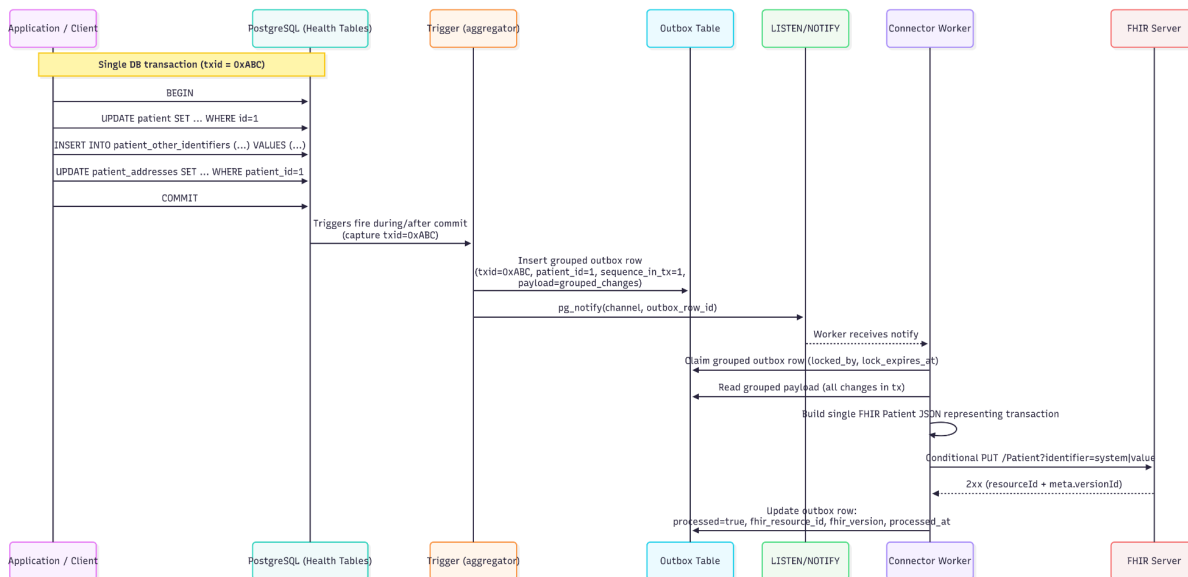 Application / Client
PostgreSQL (Health Tables)
Trigger (aggregator)
Outbox Table
LISTEN/NOTIFY
Connector Worker
FHIR Server
Single DB transaction (txid = 0xABC)
BEGIN
UPDATE patient SET ... WHERE id=1
INSERT INTO patient_other_identifiers (...) VALUES (...)
UPDATE patient_addresses SET ... WHERE patient_id=1
COMMIT
Triggers fire during/after commit
(capture txid=0xABC)
Insert grouped outbox row
(txid=0xABC, patient_id=1, sequence_in_tx=1,
payload=grouped_changes)
pg_notify(channel, outbox_row_id)
Worker receives notify
Claim grouped outbox row (locked_by, lock_expires_at)
Read grouped payload (all changes in tx)
Build single FHIR Patient JSON representing transaction
Conditional PUT /Patient?identifier=system|value
2xx (resourceId + meta.versionId)
Update outbox row:
processed=true, fhir_resource_id, fhir_version, processed_at
Application / Client
PostgreSQL (Health Tables)
Trigger (aggregator)
Outbox Table
LISTEN/NOTIFY
Connector Worker
FHIR Server